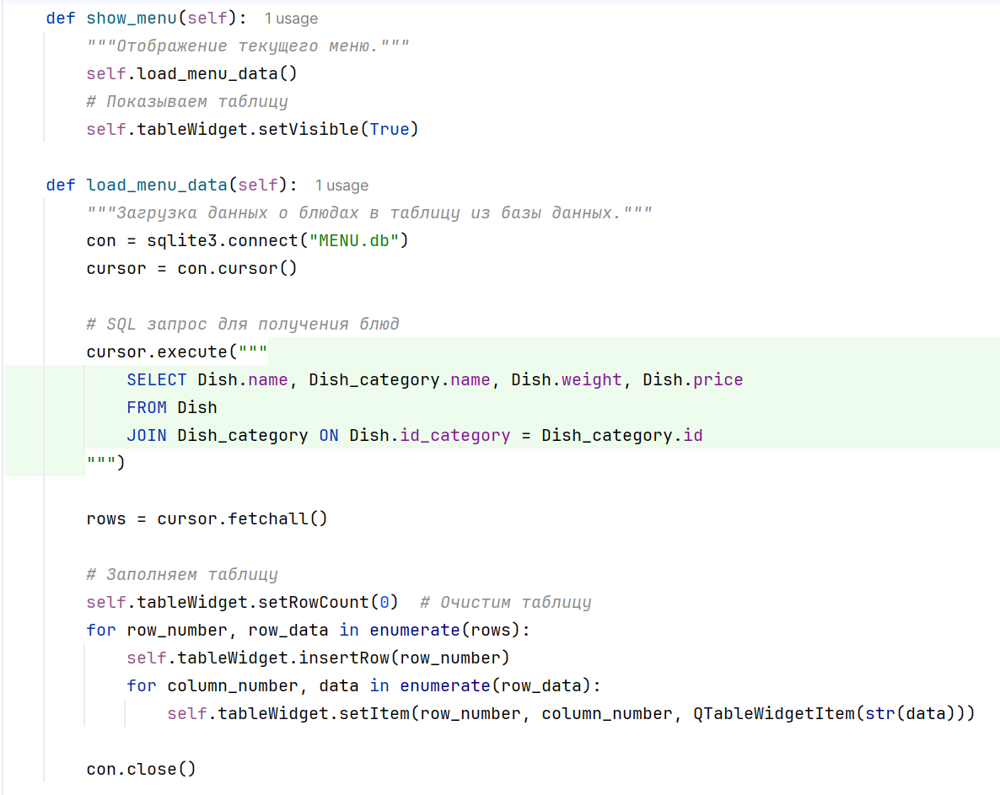 def show_menu(self): 1 usage
"""Отображение текущего меню."""
self.load_menu_data()
# Показываем таблицу
self.tableWidget.setVisible(True)
def load_menu_data(self): 1 usage
"""Загрузка данных о блюдах в таблицу из базы данных."""
con = sqlite3.connect("MENU.db")
cursor = con.cursor()
# SQL запрос для получения блюд
cursor.execute("""
SELECT Dish.name, Dish_category.name, Dish.weight, Dish.price
FROM Dish
JOIN Dish_category ON Dish.id_category = Dish_category.id
""")
rows = cursor.fetchall()
# Заполняем таблицу
self.tableWidget.setRowCount(0)  # Очистим таблицу
for row_number, row_data in enumerate(rows):
self.tableWidget.insertRow(row_number)
for column_number, data in enumerate(row_data):
self.tableWidget.setItem(row_number, column_number, QTableWidgetItem(str(data)))
con.close()